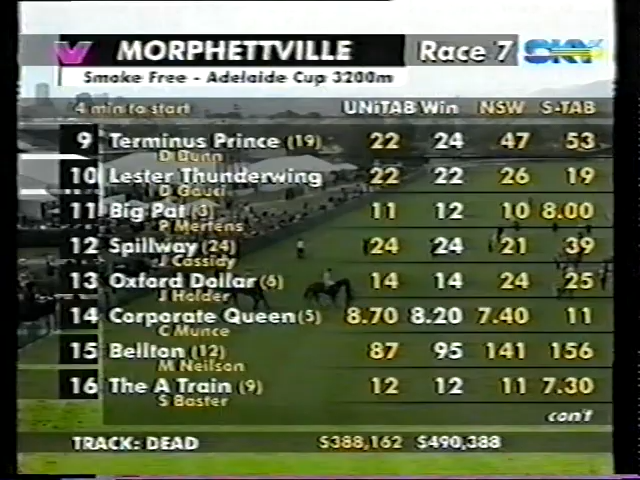 V MORPHETTVILLE Race 7 SKY
Smoke Free - Adelaide Cup 3200m
4 min to start UNiTAB Win NSW S-TAB
9 Terminus Prince (19) 22 24 47 53
D Dunn
10 Lester Thunderwing 22 22 26 19
D Gauci
11 Big Pat (3) 11 12 10 8.00
P Mertens
12 Spillway (24) 24 24 21 39
J Cassidy
13 Oxford Dollar (6) 14 14 24 25
J Holder
14 Corporate Queen (5) 8.70 8.20 7.40 11
C Munce
15 Bellton (12) 87 95 141 156
M Neilson
16 The A Train (9) 12 12 11 7.30
S Baster
con't
TRACK: DEAD $388,162 $490,388